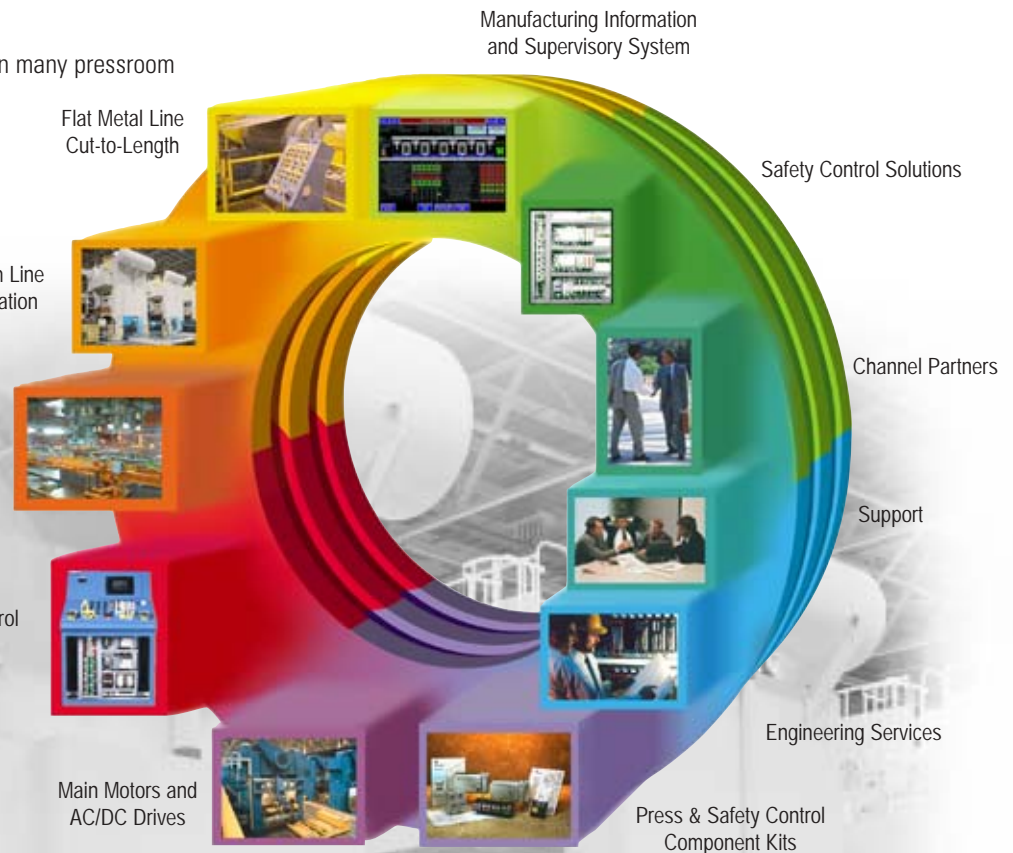 Manufacturing Information
and Supervisory System
n many pressroom
Flat Metal Line
Cut-to-Length
Safety Control Solutions
Line
ation
Channel Partners
Support
rol
Engineering Services
Main Motors and
AC/DC Drives
Press & Safety Control
Component Kits